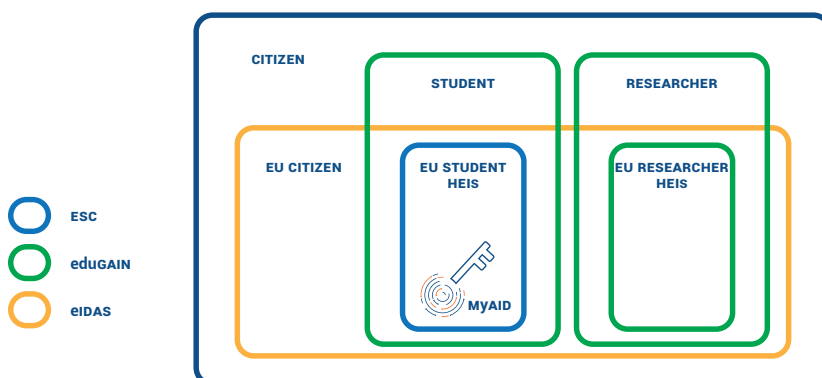 CITIZEN
STUDENT
RESEARCHER
EU CITIZEN
EU STUDENT
HEIS
EU RESEARCHER
HEIS
MyAID
ESC
eduGAIN
eIDAS